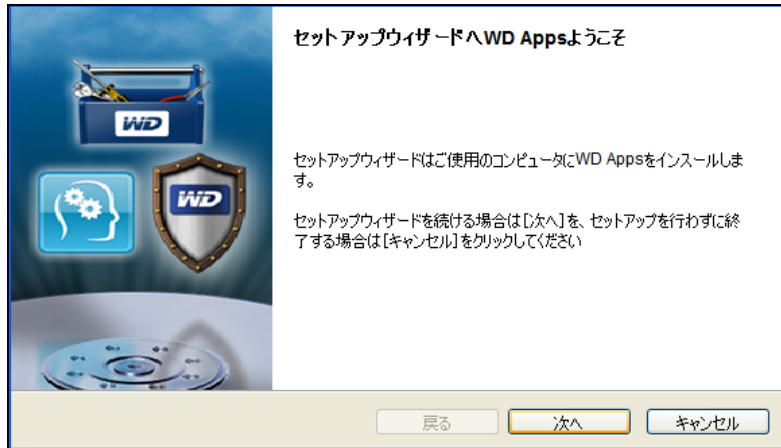 セットアップウィザードへWD Appsようこそ
WD
WD
セットアップウィザードはご使用のコンピュータにWD Appsをインスールしま
す。
セットアップウィザードを続ける場合は[次へ]を、セットアップを行わずに終
了する場合は[キャンセル]をクリックしてください
戻る
次へ
キャンセル